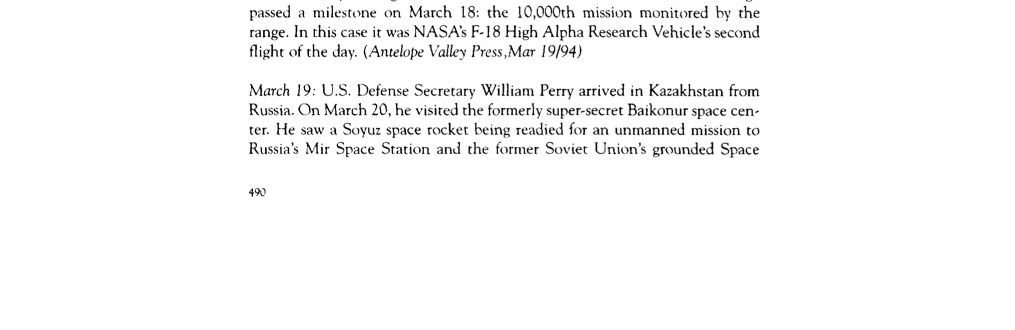 passed a milestone on March 18: the 10,000th mission monitored by the
range. In this case it was NASA's F-18 High Alpha Research Vehicle's second
flight of the day. (Antelope Valley Press,Mar 19/94)
March 19: U.S. Defense Secretary William Perry arrived in Kazakhstan from
Russia. On March 20, he visited the formerly super-secret Baikonur space cen-
ter. He saw a Soyuz space rocket being readied for an unmanned mission to
Russia's Mir Space Station and the former Soviet Union's grounded Space
490